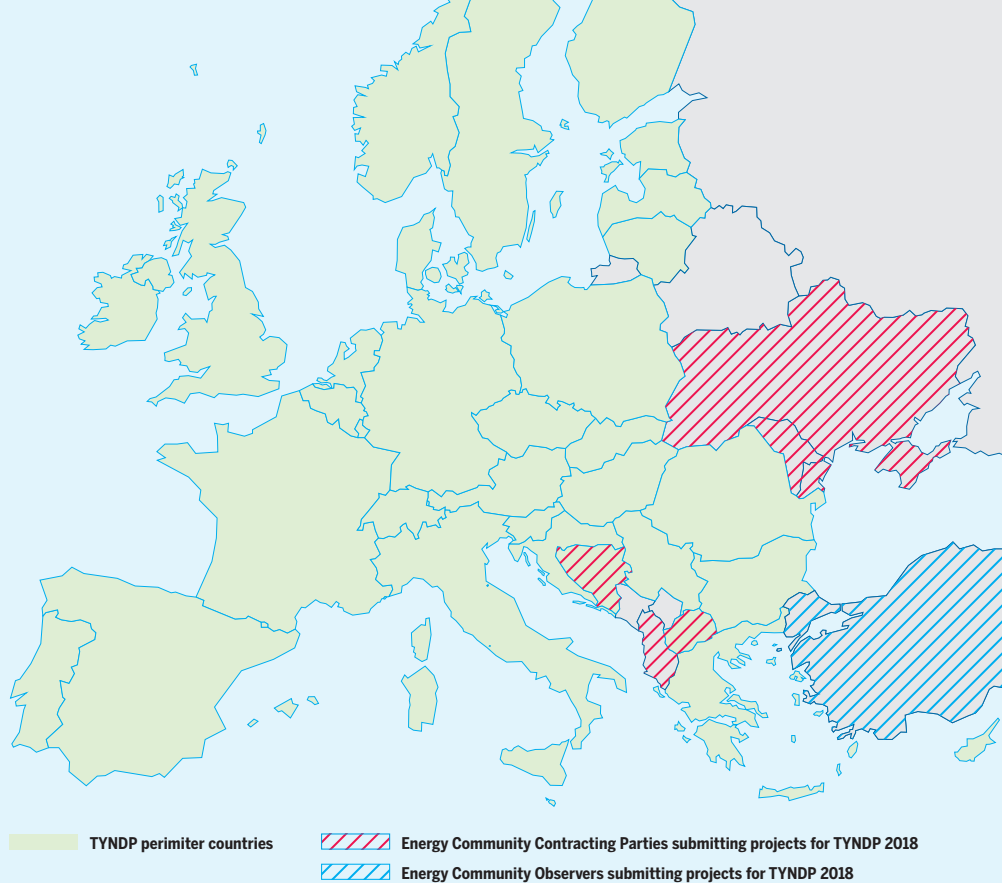 TYNDP perimiter countries
Energy Community Contracting Parties submitting projects for TYNDP 2018
Energy Community Observers submitting projects for TYNDP 2018